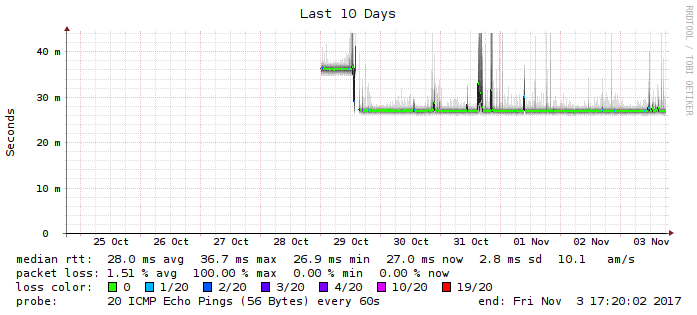 Last 10 Days
RRDTOOL / TOBI OETIKER
Seconds
40 m
30 m
20 m
10 m
0
25 Oct 26 Oct 27 Oct 28 Oct 29 Oct 30 Oct 31 Oct 01 Nov 02 Nov 03 Nov
median rtt: 28.0 ms avg 36.7 ms max 26.9 ms min 27.0 ms now 2.8 ms sd 10.1 am/s
packet loss: 1.51 % avg 100.00 % max 0.00 % min 0.00 % now
loss color: 0 1/20 2/20 3/20 4/20 10/20 19/20
probe: 20 ICMP Echo Pings (56 Bytes) every 60s end: Fri Nov 3 17:20:02 2017